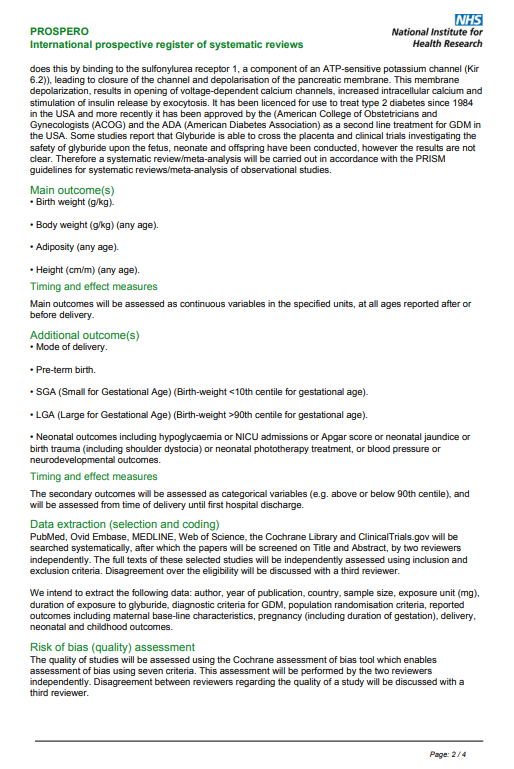 PROSPERO
International prospective register of systematic reviews
NHS
National Institute for
Health Research
does this by binding to the sulfonylurea receptor 1, a component of an ATP-sensitive potassium channel (Kir
6.2)), leading to closure of the channel and depolarisation of the pancreatic membrane. This membrane
depolarization, results in opening of voltage-dependent calcium channels, increased intracellular calcium and
stimulation of insulin release by exocytosis. It has been licenced for use to treat type 2 diabetes since 1984
in the USA and more recently it has been approved by the (American College of Obstetricians and
Gynecologists (ACOG) and the ADA (American Diabetes Association) as a second line treatment for GDM in
the USA. Some studies report that Glyburide is able to cross the placenta and clinical trials investigating the
safety of glyburide upon the fetus, neonate and offspring have been conducted, however the results are not
clear. Therefore a systematic review/meta-analysis will be carried out in accordance with the PRISM
guidelines for systematic reviews/meta-analysis of observational studies.
Main outcome(s)
• Birth weight (g/kg).
• Body weight (g/kg) (any age).
• Adiposity (any age).
• Height (cm/m) (any age).
Timing and effect measures
Main outcomes will be assessed as continuous variables in the specified units, at all ages reported after or
before delivery.
Additional outcome(s)
• Mode of delivery.
• Pre-term birth.
• SGA (Small for Gestational Age) (Birth-weight <10th centile for gestational age).
• LGA (Large for Gestational Age) (Birth-weight >90th centile for gestational age).
• Neonatal outcomes including hypoglycaemia or NICU admissions or Apgar score or neonatal jaundice or
birth trauma (including shoulder dystocia) or neonatal phototherapy treatment, or blood pressure or
neurodevelopmental outcomes.
Timing and effect measures
The secondary outcomes will be assessed as categorical variables (e.g. above or below 90th centile), and
will be assessed from time of delivery until first hospital discharge.
Data extraction (selection and coding)
PubMed, Ovid Embase, MEDLINE, Web of Science, the Cochrane Library and ClinicalTrials.gov will be
searched systematically, after which the papers will be screened on Title and Abstract, by two reviewers
independently. The full texts of these selected studies will be independently assessed using inclusion and
exclusion criteria. Disagreement over the eligibility will be discussed with a third reviewer.
We intend to extract the following data: author, year of publication, country, sample size, exposure unit (mg),
duration of exposure to glyburide, diagnostic criteria for GDM, population randomisation criteria, reported
outcomes including maternal base-line characteristics, pregnancy (including duration of gestation), delivery,
neonatal and childhood outcomes.
Risk of bias (quality) assessment
The quality of studies will be assessed using the Cochrane assessment of bias tool which enables
assessment of bias using seven criteria. This assessment will be performed by the two reviewers
independently. Disagreement between reviewers regarding the quality of a study will be discussed with a
third reviewer.
Page: 2 / 4